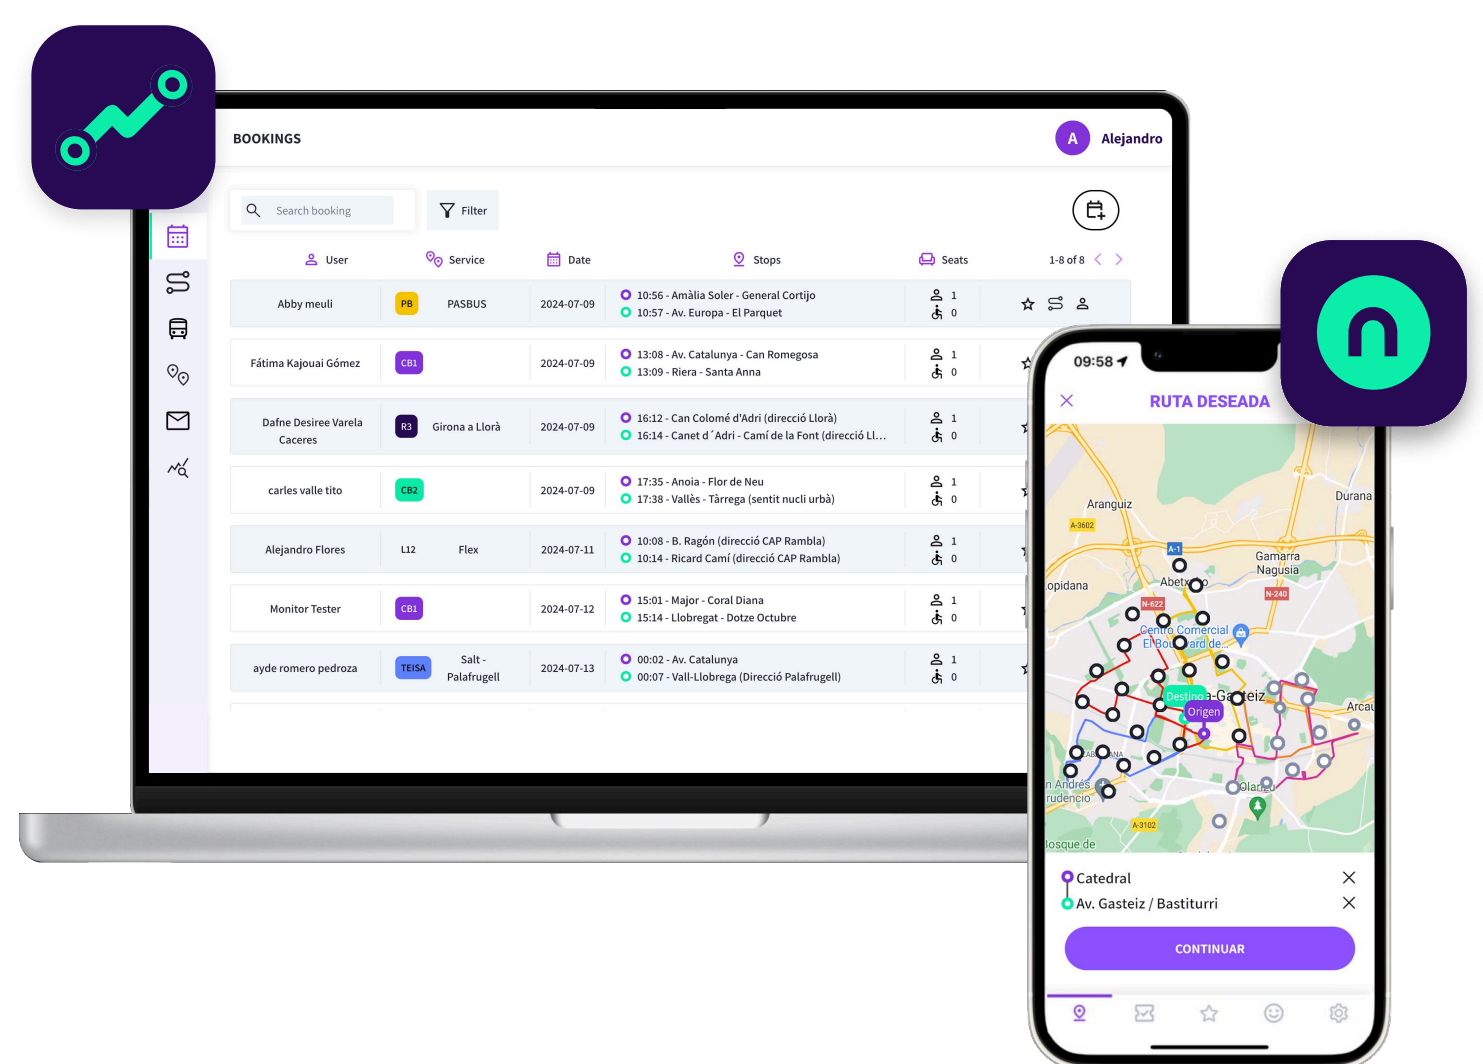 BOOKINGS
A Alejandro
Search booking
Filter
User Service Date Stops Seats 1-8 of 8
Abby meuli PB PASBUS 2024-07-09 10:56 - Amàlia Soler - General Cortijo 1
10:57 - Av. Europa - El Parquet 0
Fátima Kajouai Gómez CB1 2024-07-09 13:08 - Av. Catalunya - Can Romegosa 1
13:09 - Riera - Santa Anna 0
Dafne Desiree Varela Caceres R3 Girona a Llorà 2024-07-09 16:12 - Can Colomé d'Adri (direcció Llorà) 1
16:14 - Canet d´Adri - Camí de la Font (direcció Ll... 0
carles valle tito CB2 2024-07-09 17:35 - Anoia - Flor de Neu 1
17:38 - Vallès - Tàrrega (sentit nucli urbà) 0
Alejandro Flores L12 Flex 2024-07-11 10:08 - B. Ragón (direcció CAP Rambla) 1
10:14 - Ricard Camí (direcció CAP Rambla) 0
Monitor Tester CB1 2024-07-12 15:01 - Major - Coral Diana 1
15:14 - Llobregat - Dotze Octubre 0
ayde romero pedroza TEISA Salt - Palafrugell 2024-07-13 00:02 - Av. Catalunya 1
00:07 - Vall-Llobrega (Direcció Palafrugell) 0
n
09:58
RUTA DESEADA
Durana
Aranguiz
A-3602
A-1
Gamarra
Nagusia
opidana
N-240
N-622
Centro Comercial
Destino
a-Gasteiz
Origen
Arcau
n Andrés
rudencio
A-3102
Bosque de
Catedral
Av. Gasteiz / Bastiturri
CONTINUAR